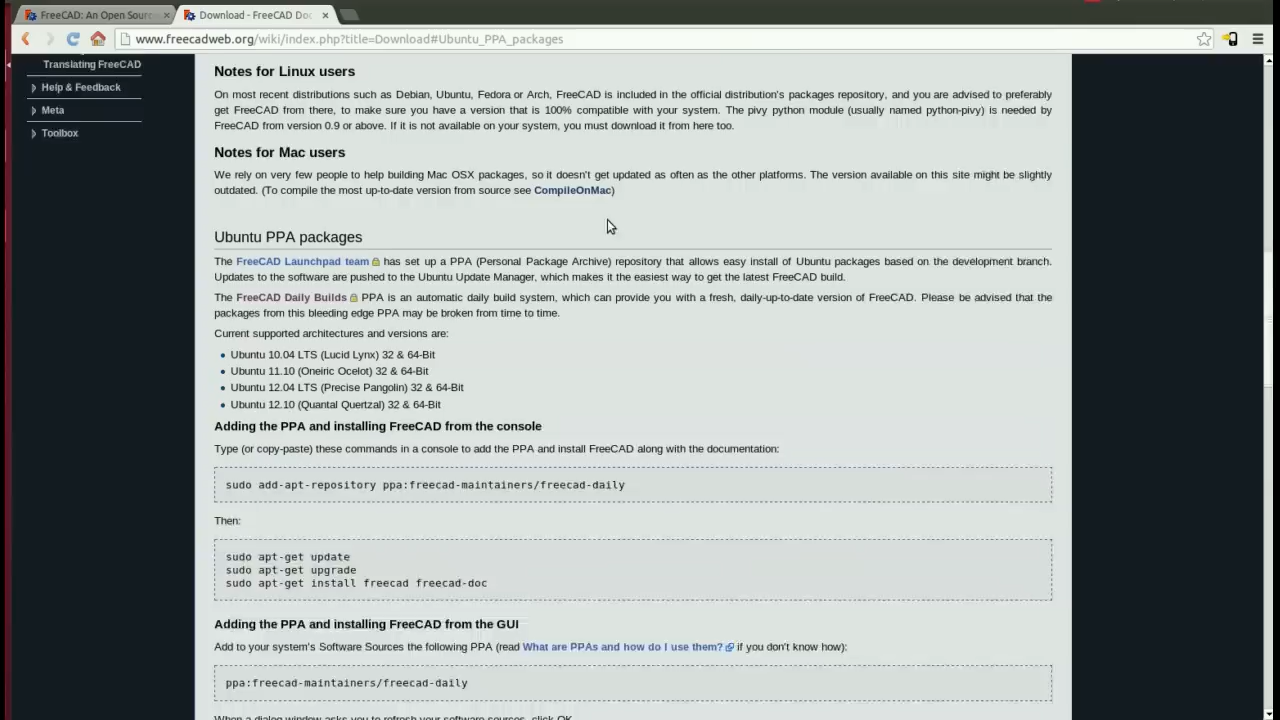 FreeCAD: An Open Sourc
Download - FreeCAD Doc
www.freecadweb.org/wiki/index.php?title=Download#Ubuntu_PPA_packages
Translating FreeCAD
Help & Feedback
Meta
Toolbox
Notes for Linux users
On most recent distributions such as Debian, Ubuntu, Fedora or Arch, FreeCAD is included in the official distribution's packages repository, and you are advised to preferably
get FreeCAD from there, to make sure you have a version that is 100% compatible with your system. The pivy python module (usually named python-pivy) is needed by
FreeCAD from version 0.9 or above. If it is not available on your system, you must download it from here too.
Notes for Mac users
We rely on very few people to help building Mac OSX packages, so it doesn't get updated as often as the other platforms. The version available on this site might be slightly
outdated. (To compile the most up-to-date version from source see CompileOnMac)
Ubuntu PPA packages
The FreeCAD Launchpad team has set up a PPA (Personal Package Archive) repository that allows easy install of Ubuntu packages based on the development branch.
Updates to the software are pushed to the Ubuntu Update Manager, which makes it the easiest way to get the latest FreeCAD build.
The FreeCAD Daily Builds PPA is an automatic daily build system, which can provide you with a fresh, daily-up-to-date version of FreeCAD. Please be advised that the
packages from this bleeding edge PPA may be broken from time to time.
Current supported architectures and versions are:
Ubuntu 10.04 LTS (Lucid Lynx) 32 & 64-Bit
Ubuntu 11.10 (Oneiric Ocelot) 32 & 64-Bit
Ubuntu 12.04 LTS (Precise Pangolin) 32 & 64-Bit
Ubuntu 12.10 (Quantal Quertzal) 32 & 64-Bit
Adding the PPA and installing FreeCAD from the console
Type (or copy-paste) these commands in a console to add the PPA and install FreeCAD along with the documentation:
sudo add-apt-repository ppa:freecad-maintainers/freecad-daily
Then:
sudo apt-get update
sudo apt-get upgrade
sudo apt-get install freecad freecad-doc
Adding the PPA and installing FreeCAD from the GUI
Add to your system's Software Sources the following PPA (read What are PPAs and how do I use them? if you don't know how):
ppa:freecad-maintainers/freecad-daily
When a dialog window asks you to refresh your software sources, click OK.